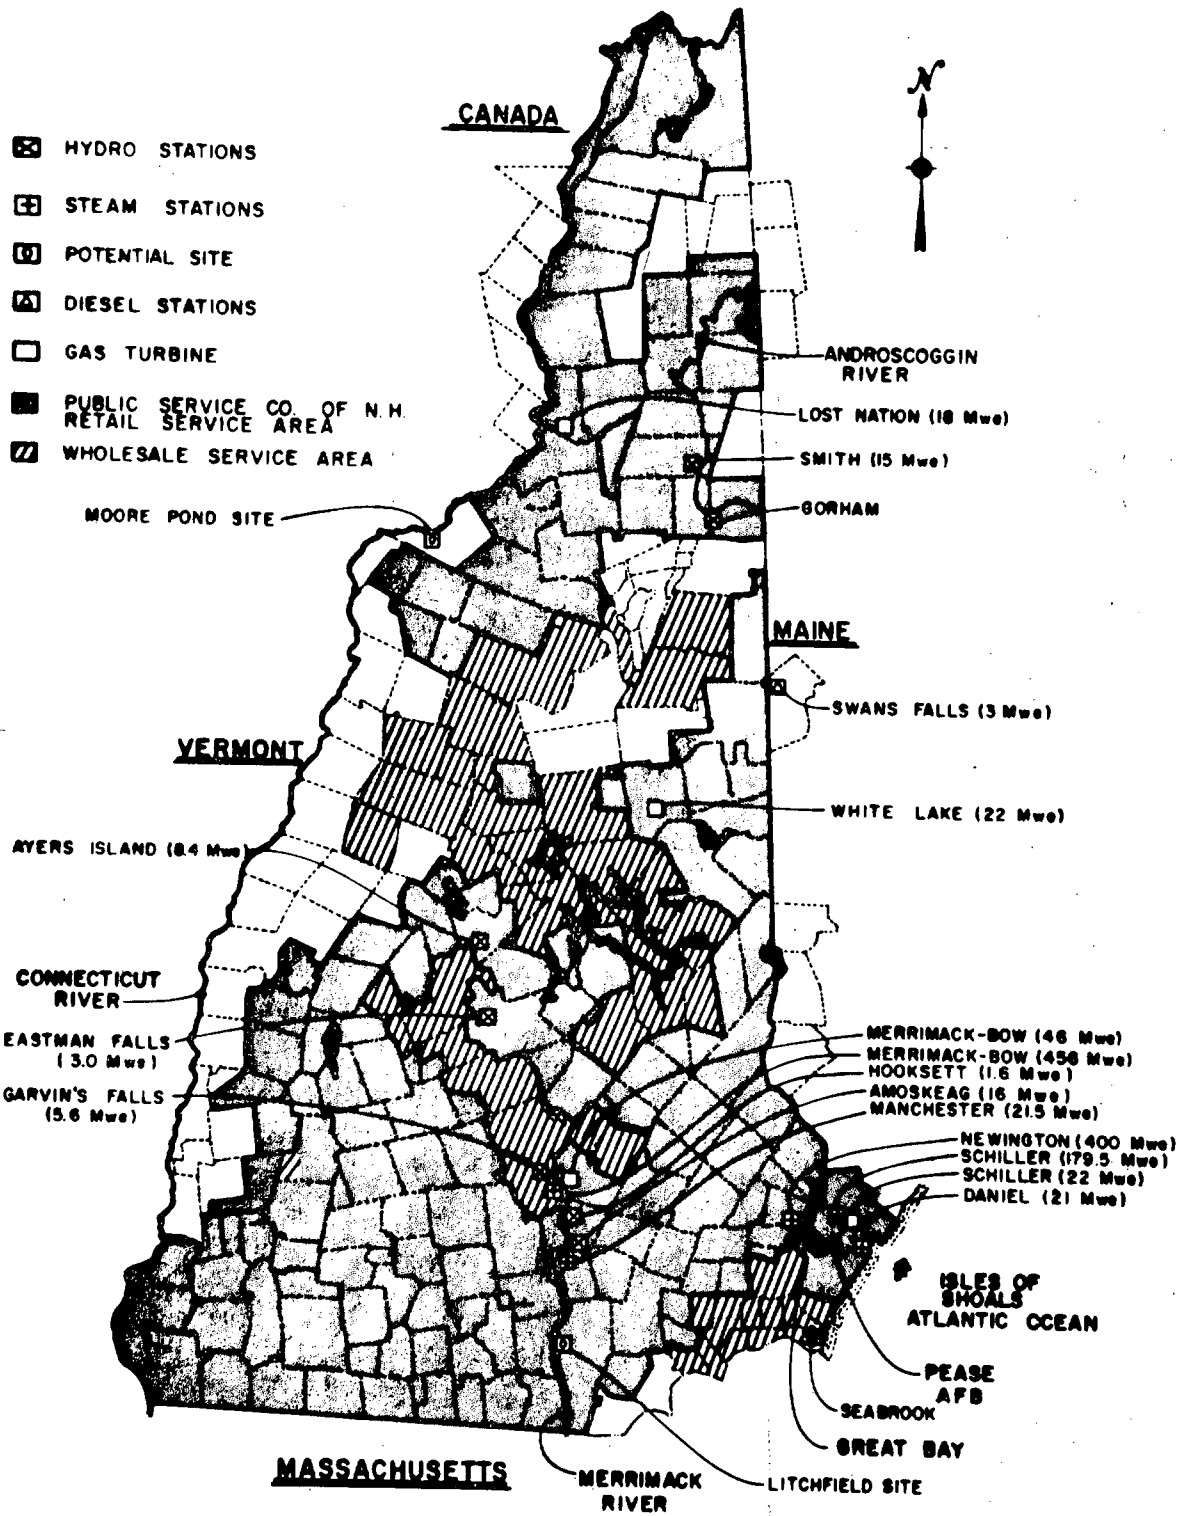 N
CANADA
HYDRO STATIONS
STEAM STATIONS
POTENTIAL SITE
DIESEL STATIONS
GAS TURBINE
PUBLIC SERVICE CO. OF N.H.
RETAIL SERVICE AREA
WHOLESALE SERVICE AREA
ANDROSCOGGIN
RIVER
LOST NATION (18 Mwe)
SMITH (15 Mwe)
GORHAM
MOORE POND SITE
MAINE
SWANS FALLS (3 Mwe)
VERMONT
WHITE LAKE (22 Mwe)
AYERS ISLAND (8.4 Mwe)
CONNECTICUT
RIVER
EASTMAN FALLS
(3.0 Mwe)
GARVIN'S FALLS
(5.6 Mwe)
MERRIMACK-BOW (46 Mwe)
MERRIMACK-BOW (456 Mwe)
HOOKSETT (1.6 Mwe)
AMOSKEAG (16 Mwe)
MANCHESTER (21.5 Mwe)
NEWINGTON (400 Mwe)
SCHILLER (179.5 Mwe)
SCHILLER (22 Mwe)
DANIEL (21 Mwe)
ISLES OF
SHOALS
ATLANTIC OCEAN
PEASE
AFB
SEABROOK
GREAT BAY
LITCHFIELD SITE
MERRIMACK
RIVER
MASSACHUSETTS